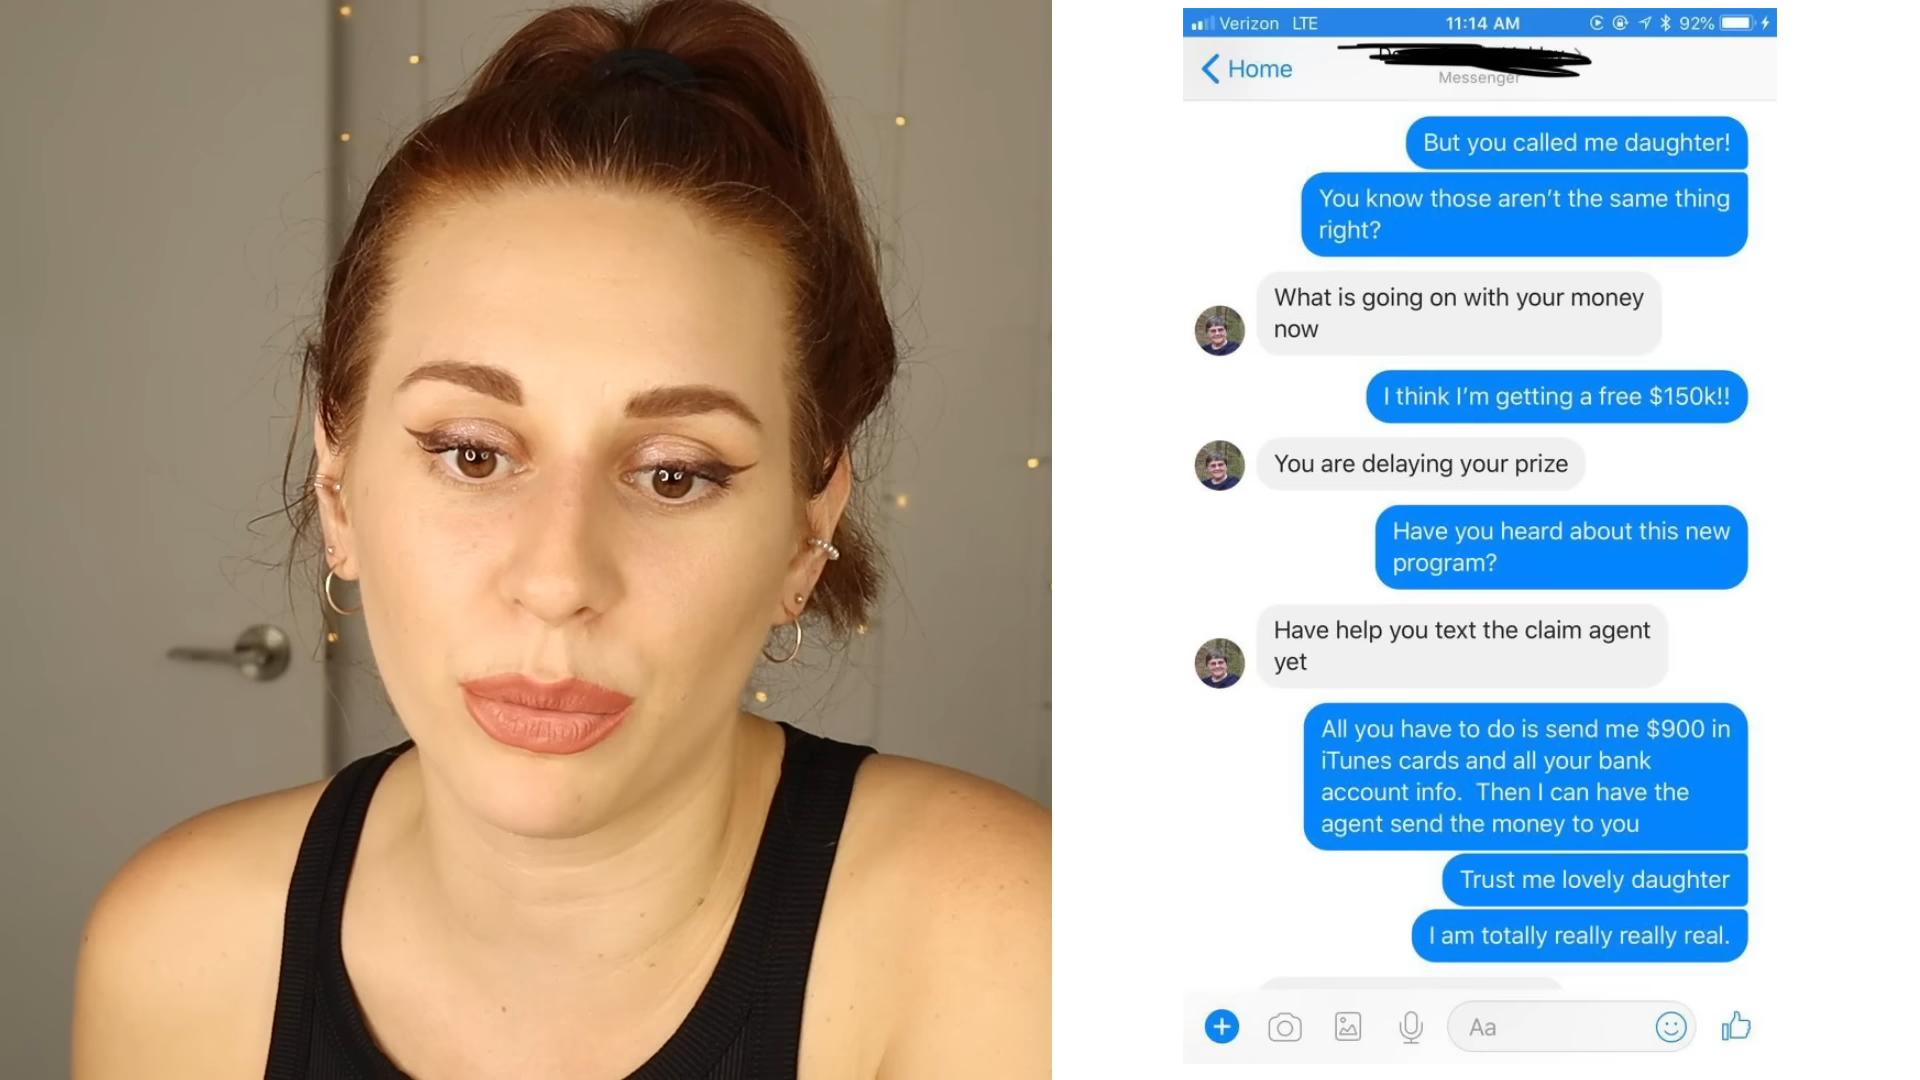 Verizon LTE 11:14 AM 92%
Home
Messenger
But you called me daughter!
You know those aren't the same thing
right?
What is going on with your money
now
I think I'm getting a free $150k!!
You are delaying your prize
Have you heard about this new
program?
Have help you text the claim agent
yet
All you have to do is send me $900 in
iTunes cards and all your bank
account info.  Then I can have the
agent send the money to you
Trust me lovely daughter
I am totally really really real.
Aa